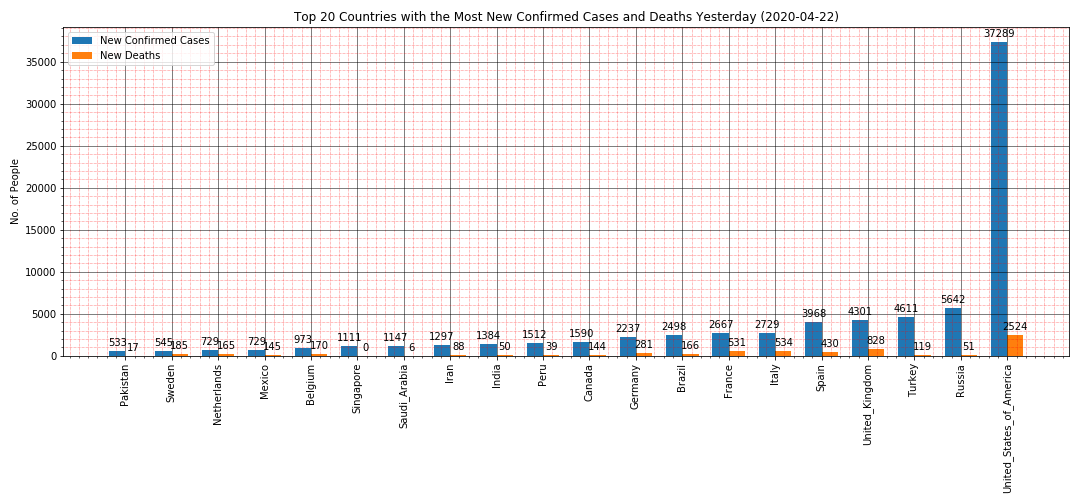 Top 20 Countries with the Most New Confirmed Cases and Deaths Yesterday (2020-04-22)
New Confirmed Cases
New Deaths
No. of People
35000
30000
25000
20000
15000
10000
5000
0
533 17 545 185 729 165 729 145 973 170 1111 0 1147 6 1297 88 1384 50 1512 39 1590 144 2237 281 2498 166 2667 531 2729 534 3968 430 4301 828 4611 119 5642 51 37289 2524
Pakistan
Sweden
Netherlands
Mexico
Belgium
Singapore
Saudi_Arabia
Iran
India
Peru
Canada
Germany
Brazil
France
Italy
Spain
United_Kingdom
Turkey
Russia
United_States_of_America